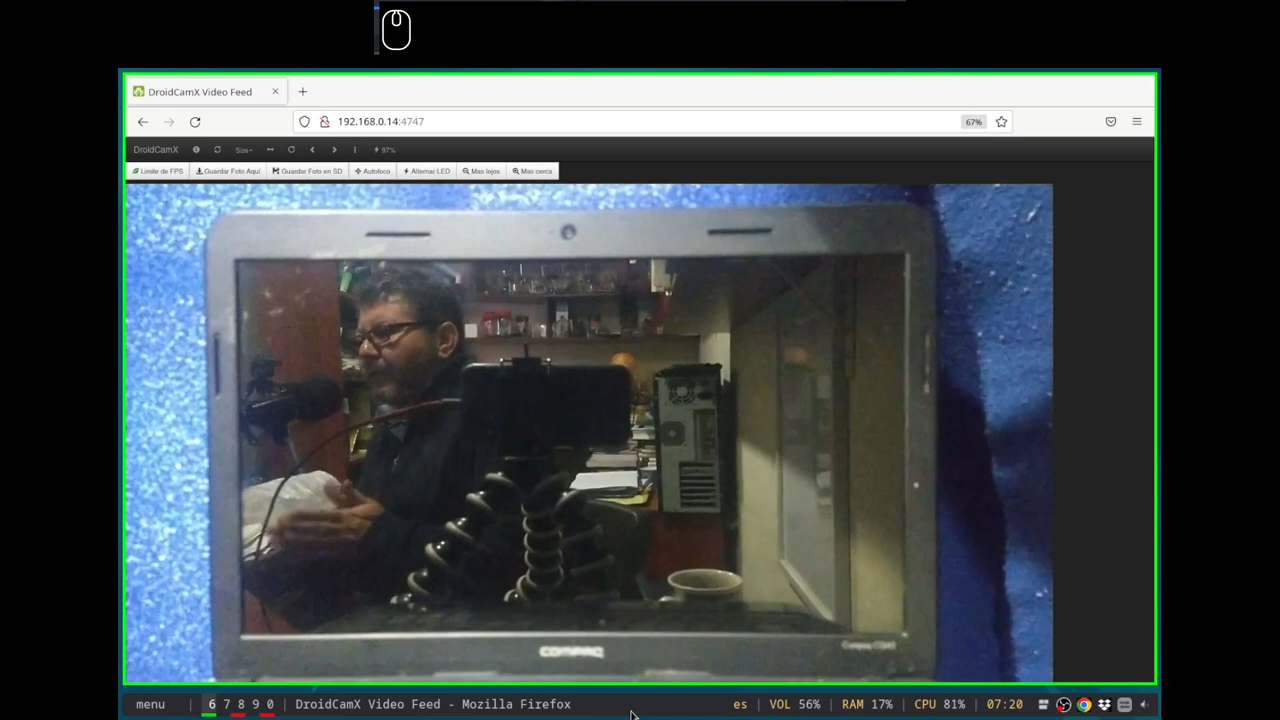 DroidCamX Video Feed
192.168.0.14:4747
67%
DroidCamX
Size
97%
Limite de FPS
Guardar Foto Aquí
Guardar Foto en SD
Autofoco
Alternar LED
Mas lejos
Mas cerca
COMPAQ
menu | 6 7 8 9 0 | DroidCamX Video Feed - Mozilla Firefox
es | VOL 56% | RAM 17% | CPU 81% | 07:20